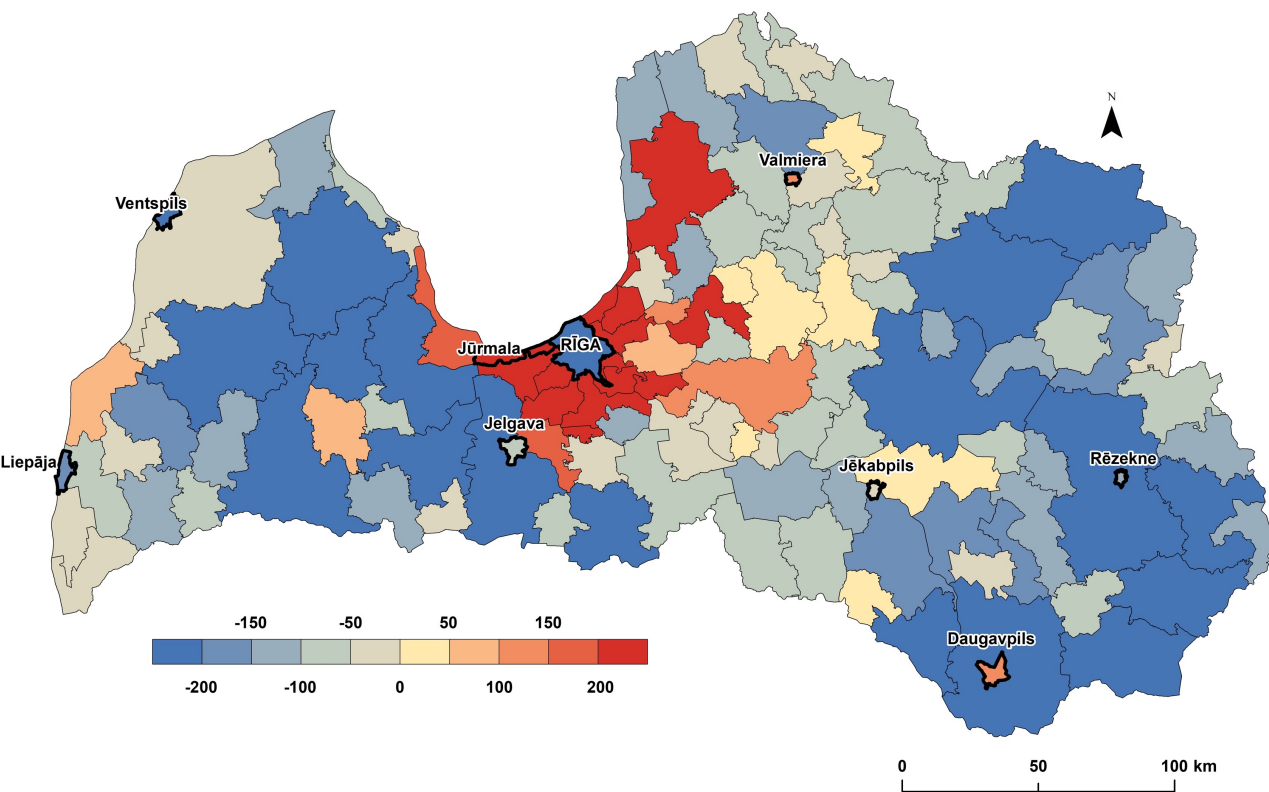 N
Valmiera
Ventspils
Jūrmala
RĪGA
Jelgava
Liepāja
Jēkabpils
Rēzekne
-150 -50 50 150
-200 -100 0 100 200
Daugavpils
0 50 100 km